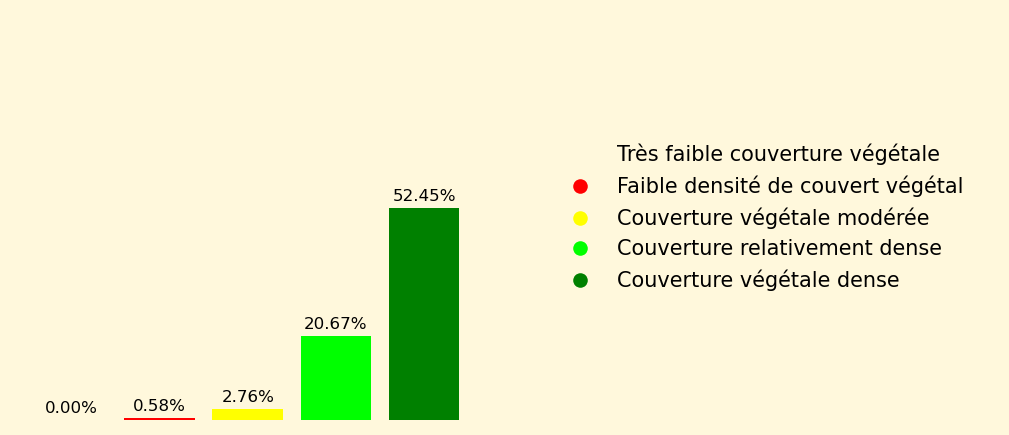 52.45%
20.67%
2.76%
0.58%
0.00%
Très faible couverture végétale
Faible densité de couvert végétal
Couverture végétale modérée
Couverture relativement dense
Couverture végétale dense